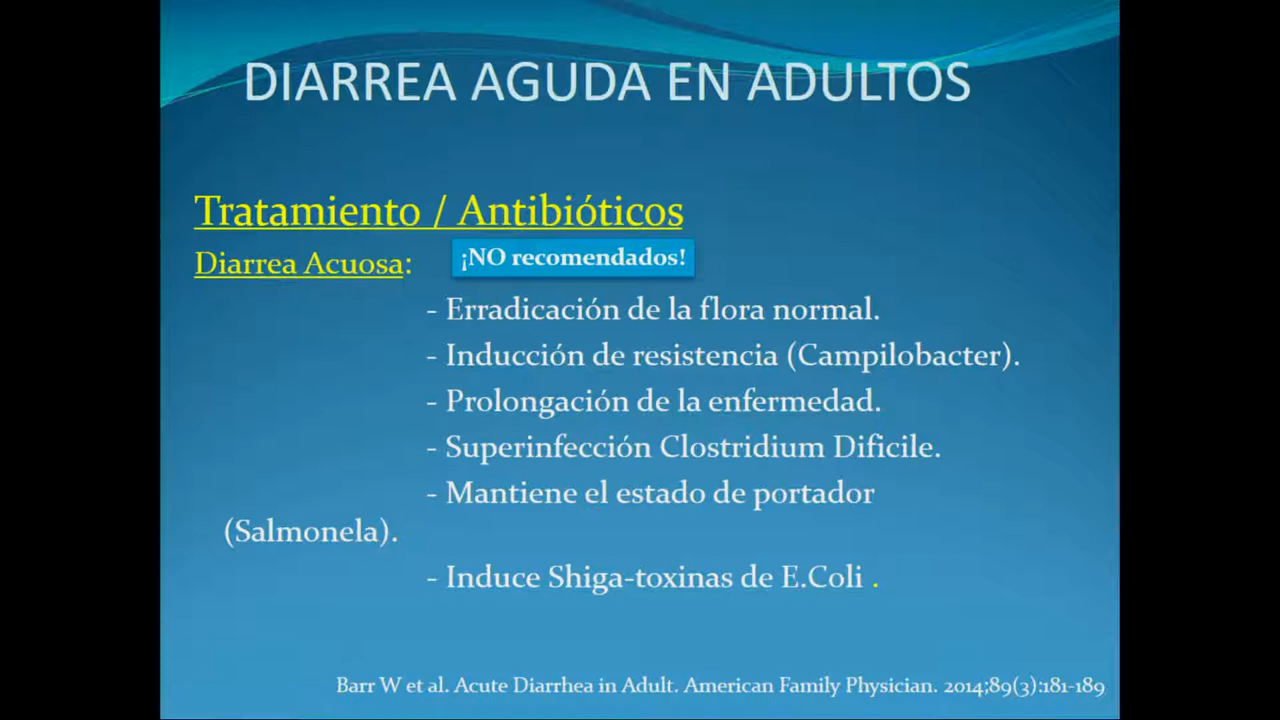 DIARREA AGUDA EN ADULTOS
Tratamiento / Antibióticos
Diarrea Acuosa: ¡NO recomendados!
- Erradicación de la flora normal.
- Inducción de resistencia (Campilobacter).
- Prolongación de la enfermedad.
- Superinfección Clostridium Dificile.
- Mantiene el estado de portador
(Salmonela).
- Induce Shiga-toxinas de E.Coli .
Barr W et al. Acute Diarrhea in Adult. American Family Physician. 2014;89(3):181-189